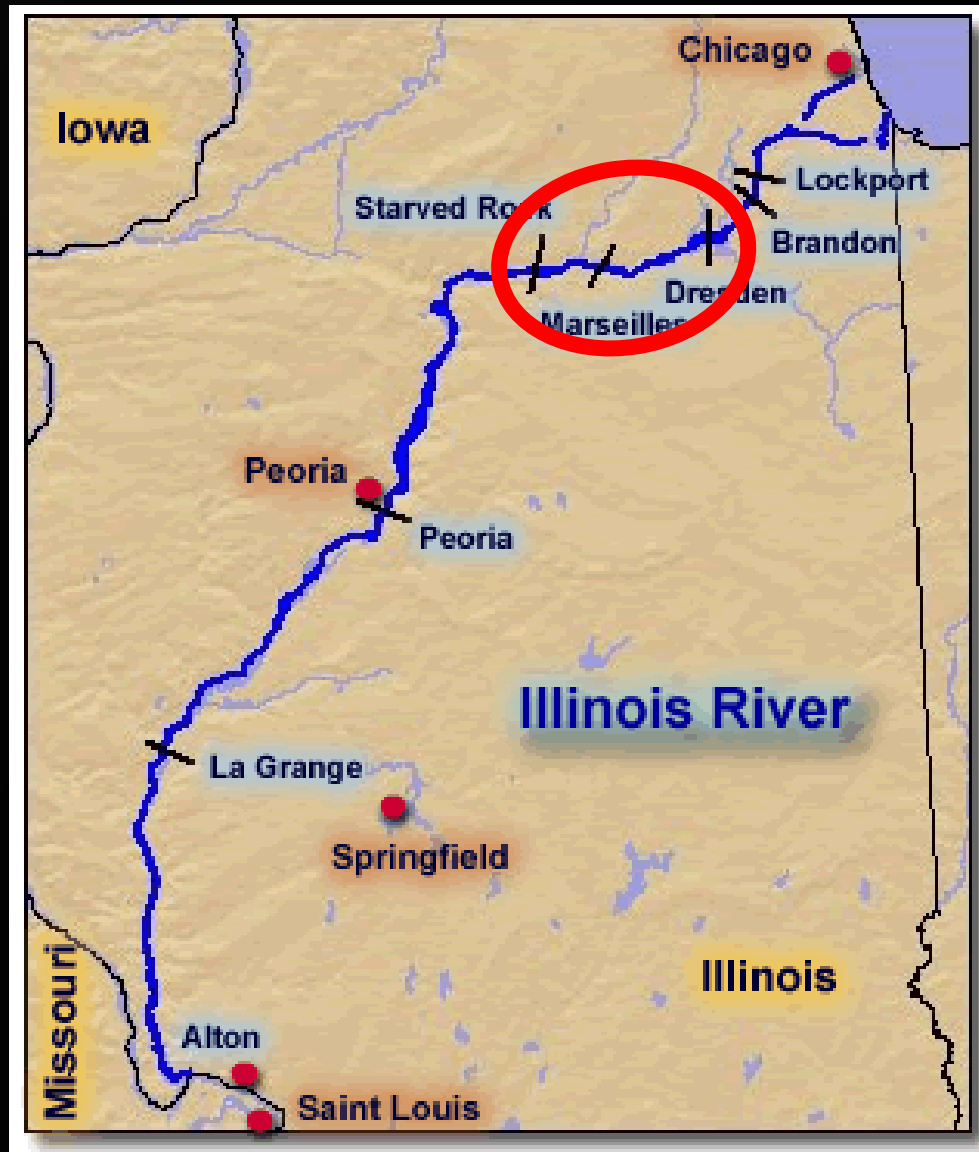 Chicago
Iowa
Lockport
Starved Rock
Brandon
Dresden
Marseilles
Peoria
Peoria
Illinois River
La Grange
Springfield
Missouri
Illinois
Alton
Saint Louis